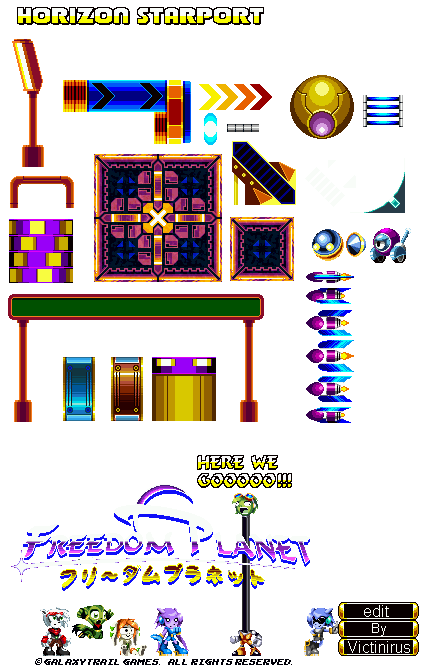 HORIZON STARPORT
HERE WE
GOOOOO!!!
FREEDOM PLANET
フリーダムプラネット
edit
By
Victinirus
©GALAXYTRAIL GAMES. ALL RIGHTS RESERVED.